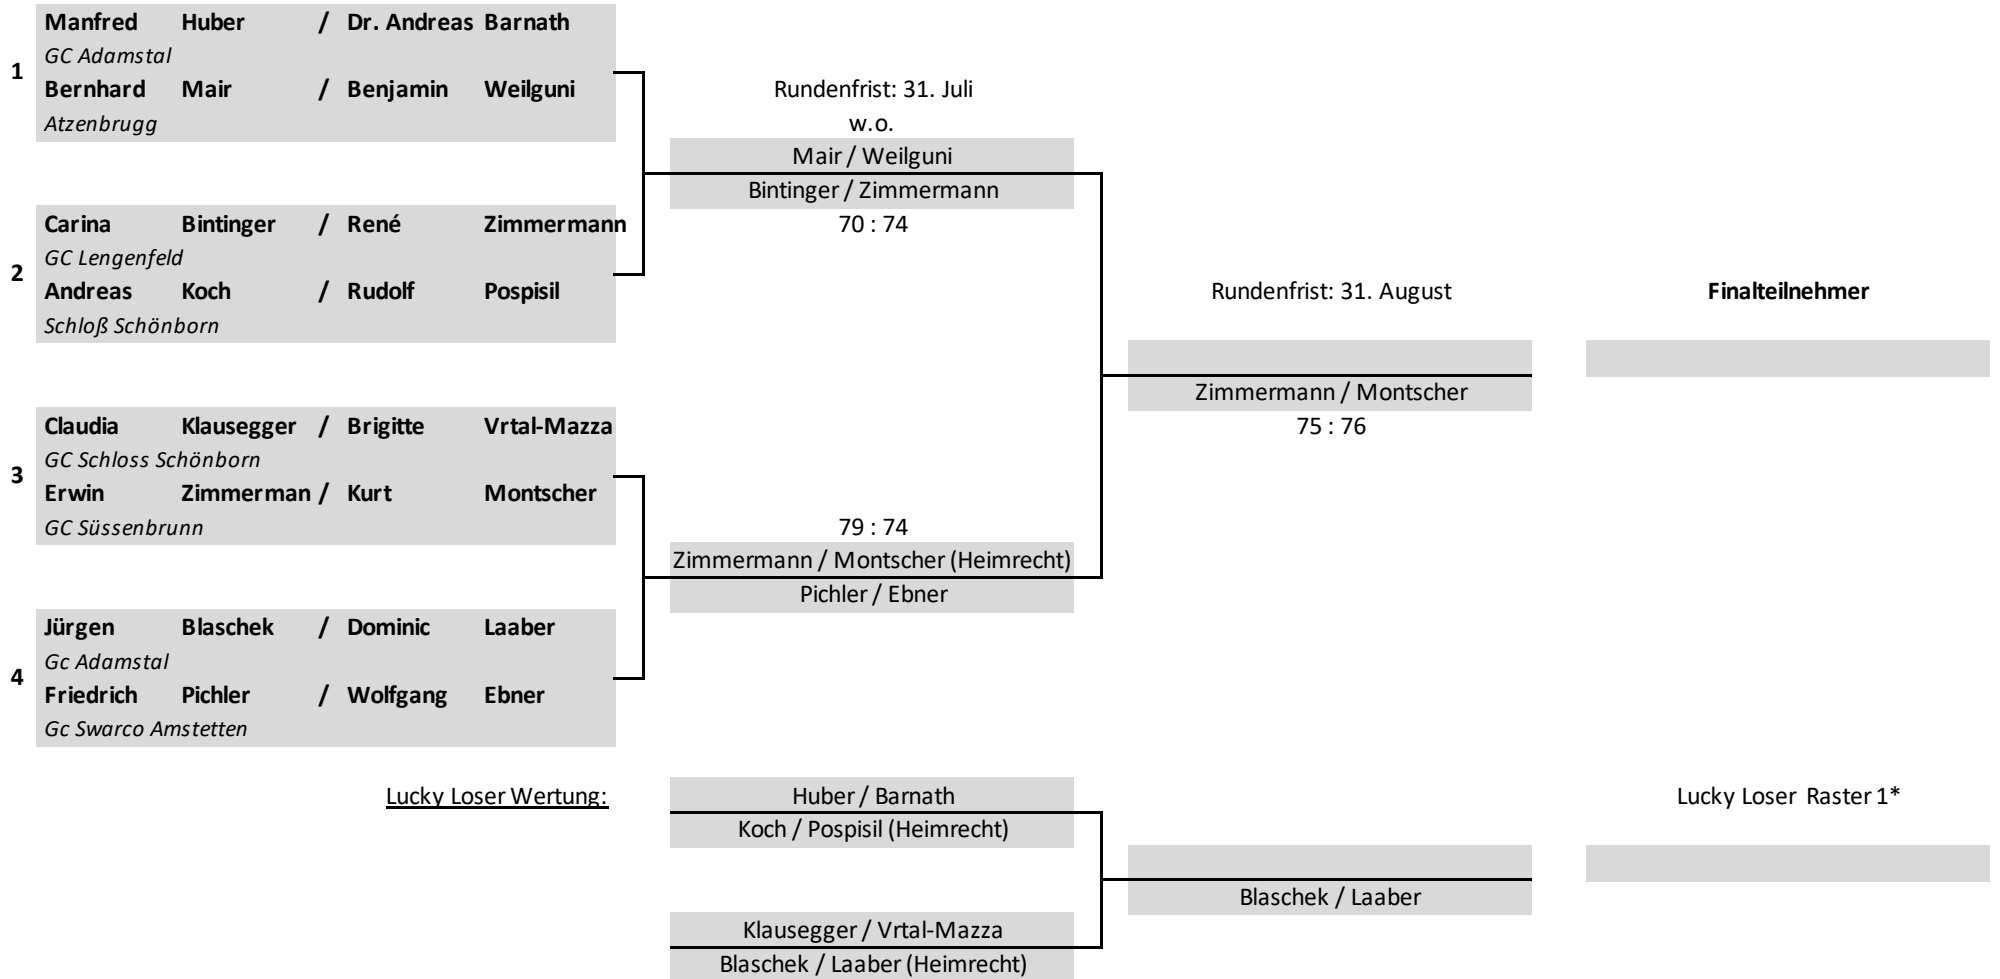 Manfred Huber / Dr. Andreas Barnath
GC Adamstal
1
Bernhard Mair / Benjamin Weilguni
Atzenbrugg
Rundenfrist: 31. Juli
w.o.
Mair / Weilguni
Bintinger / Zimmermann
70 : 74
Carina Bintinger / René Zimmermann
GC Lengenfeld
2
Andreas Koch / Rudolf Pospisil
Schloß Schönborn
Rundenfrist: 31. August
Finalteilnehmer
Zimmermann / Montscher
75 : 76
Claudia Klausegger / Brigitte Vrtal-Mazza
GC Schloss Schönborn
3
Erwin Zimmerman / Kurt Montscher
GC Süssenbrunn
79 : 74
Zimmermann / Montscher (Heimrecht)
Pichler / Ebner
Jürgen Blaschek / Dominic Laaber
Gc Adamstal
4
Friedrich Pichler / Wolfgang Ebner
Gc Swarco Amstetten
Lucky Loser Wertung:
Huber / Barnath
Koch / Pospisil (Heimrecht)
Lucky Loser Raster 1*
Blaschek / Laaber
Klausegger / Vrtal-Mazza
Blaschek / Laaber (Heimrecht)